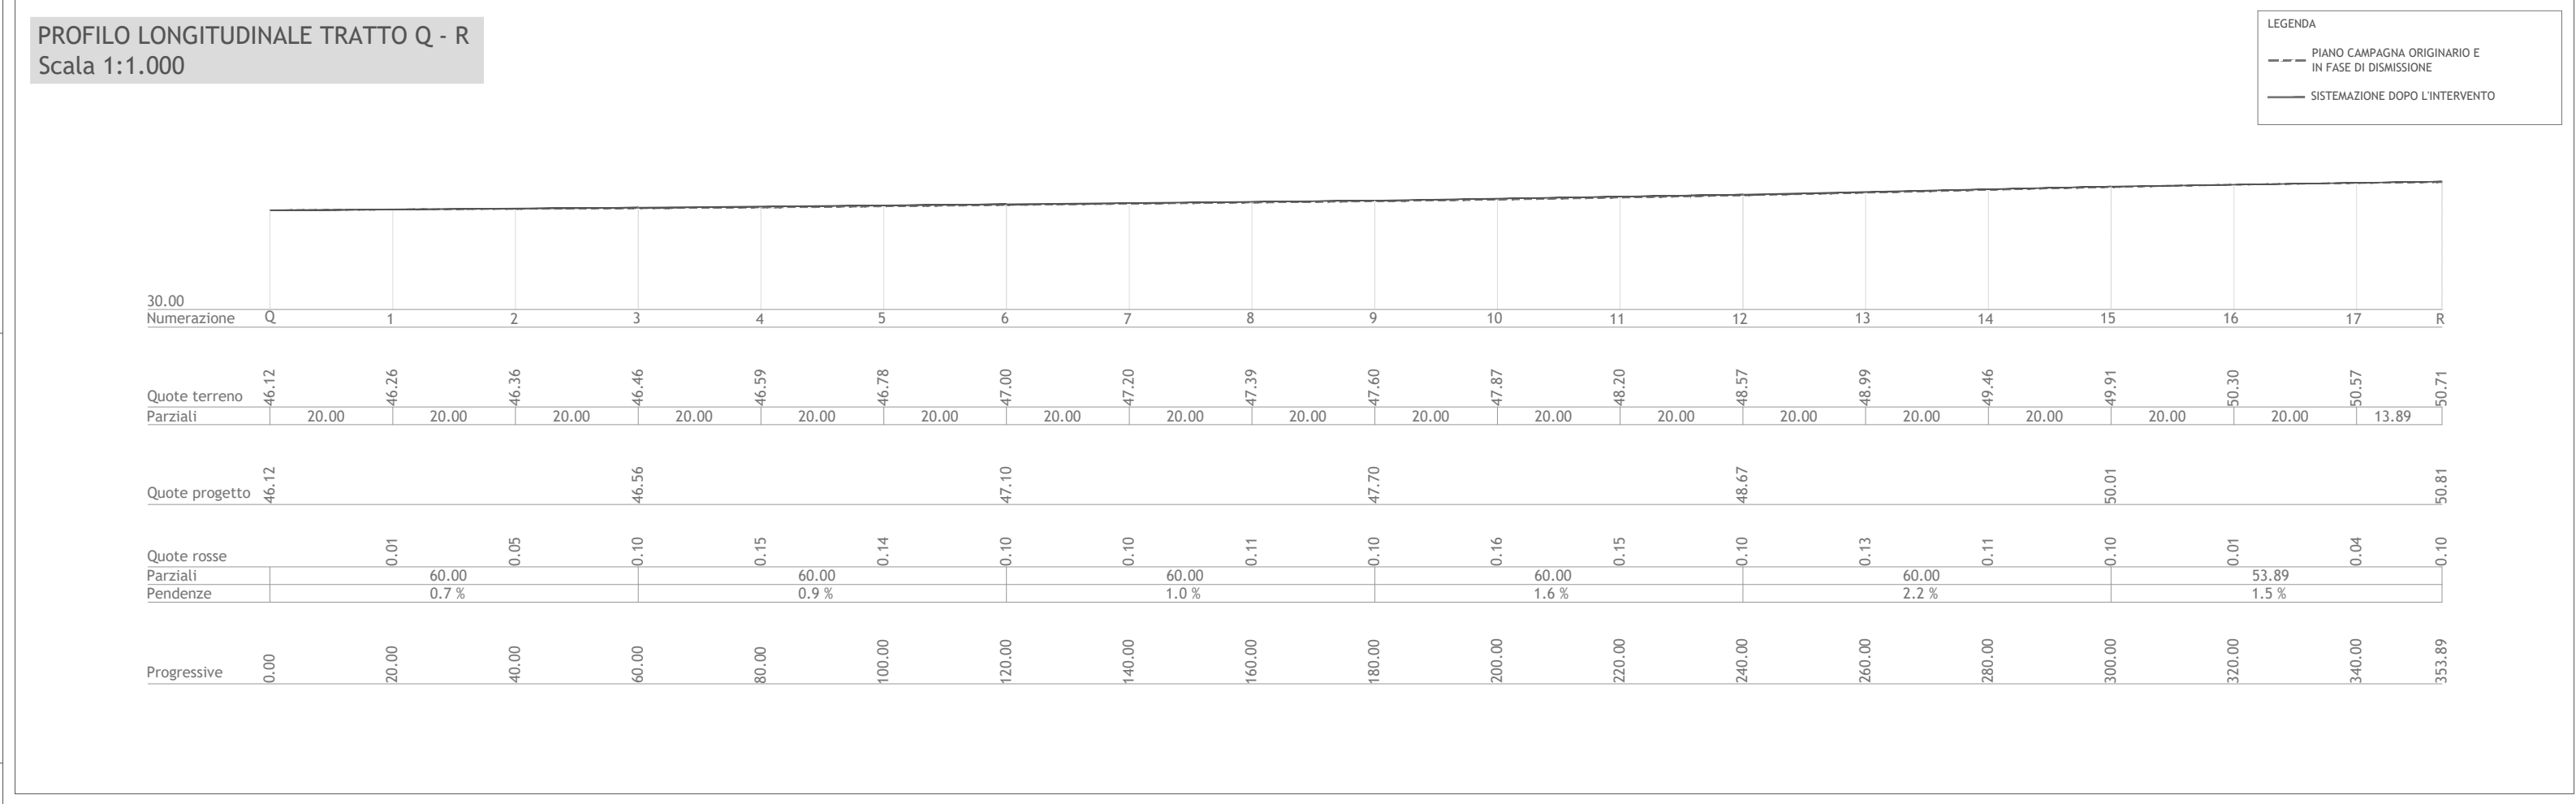 PROFILO LONGITUDINALE TRATTO Q - R
Scala 1:1.000
LEGENDA
PIANO CAMPAGNA ORIGINARIO E
IN FASE DI DISMISSIONE
SISTEMAZIONE DOPO L'INTERVENTO
30.00
Numerazione Q 1 2 3 4 5 6 7 8 9 10 11 12 13 14 15 16 17 R
Quote terreno 46.12 46.26 46.36 46.46 46.59 46.78 47.00 47.20 47.39 47.60 47.87 48.20 48.57 48.99 49.46 49.91 50.30 50.57 50.71
Parziali 20.00 20.00 20.00 20.00 20.00 20.00 20.00 20.00 20.00 20.00 20.00 20.00 20.00 20.00 20.00 20.00 20.00 13.89
Quote progetto 46.12 46.56 47.10 47.70 48.67 50.01 50.81
Quote rosse 0.01 0.05 0.10 0.15 0.14 0.10 0.10 0.11 0.10 0.16 0.15 0.10 0.13 0.11 0.10 0.01 0.04 0.10
Parziali 60.00 60.00 60.00 60.00 60.00 53.89
Pendenze 0.7 % 0.9 % 1.0 % 1.6 % 2.2 % 1.5 %
Progressive 0.00 20.00 40.00 60.00 80.00 100.00 120.00 140.00 160.00 180.00 200.00 220.00 240.00 260.00 280.00 300.00 320.00 340.00 353.89